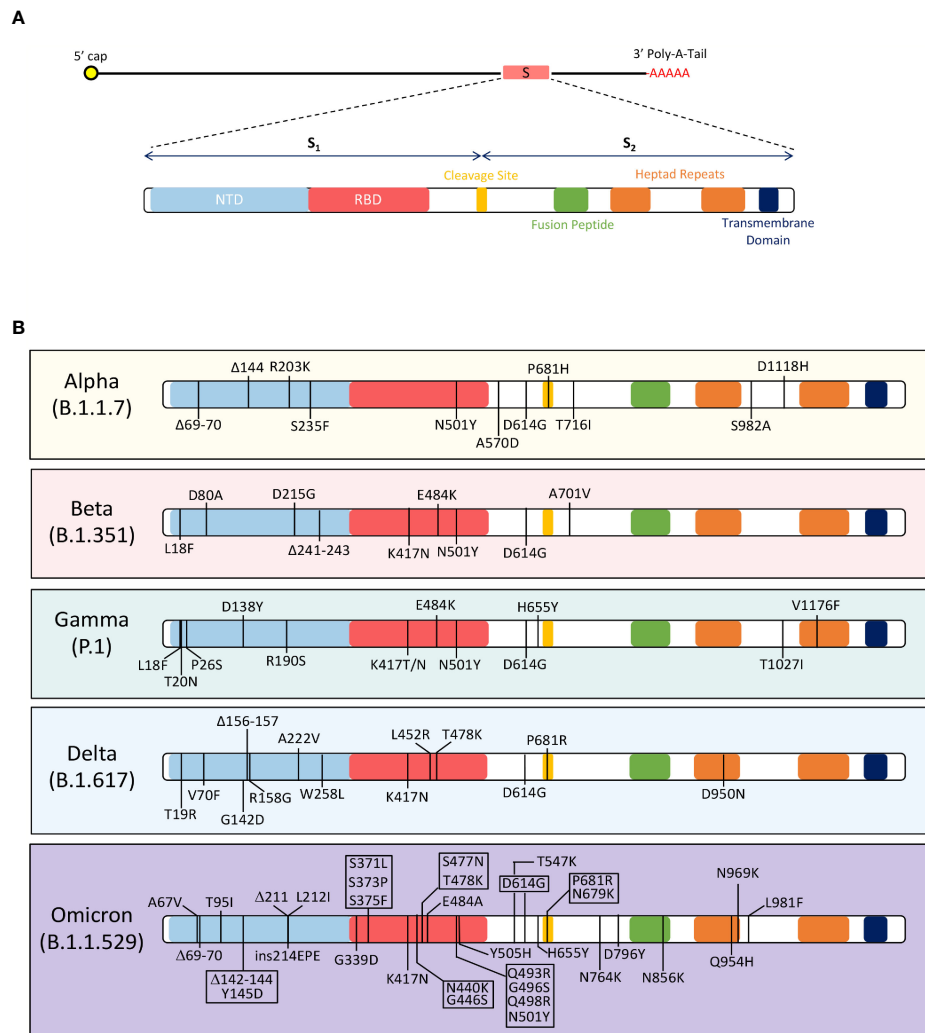 A
5' cap
3' Poly-A-Tail
S
AAAAA
S1
S2
Cleavage Site
Heptad Repeats
NTD
RBD
Fusion Peptide
Transmembrane
Domain
B
Alpha
(B.1.1.7)
Δ144
R203K
P681H
D1118H
Δ69-70
S235F
N501Y
A570D
D614G
T716I
S982A
Beta
(B.1.351)
D80A
D215G
E484K
A701V
L18F
Δ241-243
K417N
N501Y
D614G
Gamma
(P.1)
D138Y
E484K
H655Y
V1176F
L18F
T20N
P26S
R190S
K417T/N
N501Y
D614G
T1027I
Delta
(B.1.617)
Δ156-157
A222V
L452R
T478K
P681R
T19R
V70F
G142D
R158G
W258L
K417N
D614G
D950N
Omicron
(B.1.1.529)
A67V
T95I
Δ211
L212I
S371L
S373P
S375F
S477N
T478K
E484A
T547K
D614G
P681R
N679K
N969K
L981F
Δ69-70
Δ142-144
Y145D
ins214EPE
G339D
K417N
N440K
G446S
Y505H
Q493R
G496S
Q498R
N501Y
H655Y
N764K
D796Y
N856K
Q954H